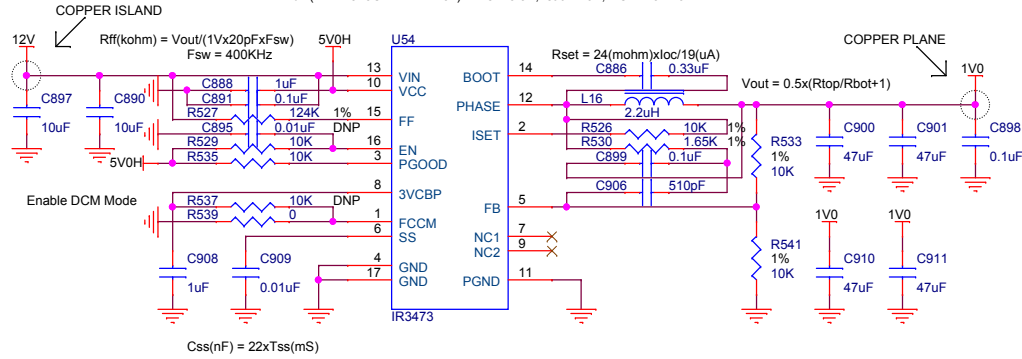 COPPER ISLAND
12V
Rff(kohm) = Vout/(1Vx20pFxFsw)
Fsw = 400KHz
5V0H
U54
COPPER PLANE
1V0
Rset = 24(mohm)xIoc/19(uA)
Vout = 0.5x(Rtop/Rbot+1)
C897
10uF
C890
10uF
C888
1uF
C891
0.1uF
R527
124K
1%
C895
0.01uF
R529
10K
DNP
R535
10K
5V0H
13
VIN
10
VCC
15
FF
16
EN
3
PGOOD
8
3VCBP
1
FCCM
6
SS
4
GND
17
GND
BOOT
14
PHASE
12
ISET
2
FB
5
NC1
7
NC2
9
PGND
11
IR3473
C886
0.33uF
L16
2.2uH
R526
10K
1%
R530
1.65K
1%
C899
0.1uF
C906
510pF
R533
1%
10K
C900
47uF
C901
47uF
C898
0.1uF
Enable DCM Mode
R537
10K
DNP
R539
0
C908
1uF
C909
0.01uF
R541
1%
10K
1V0
C910
47uF
1V0
C911
47uF
Css(nF) = 22xTss(mS)